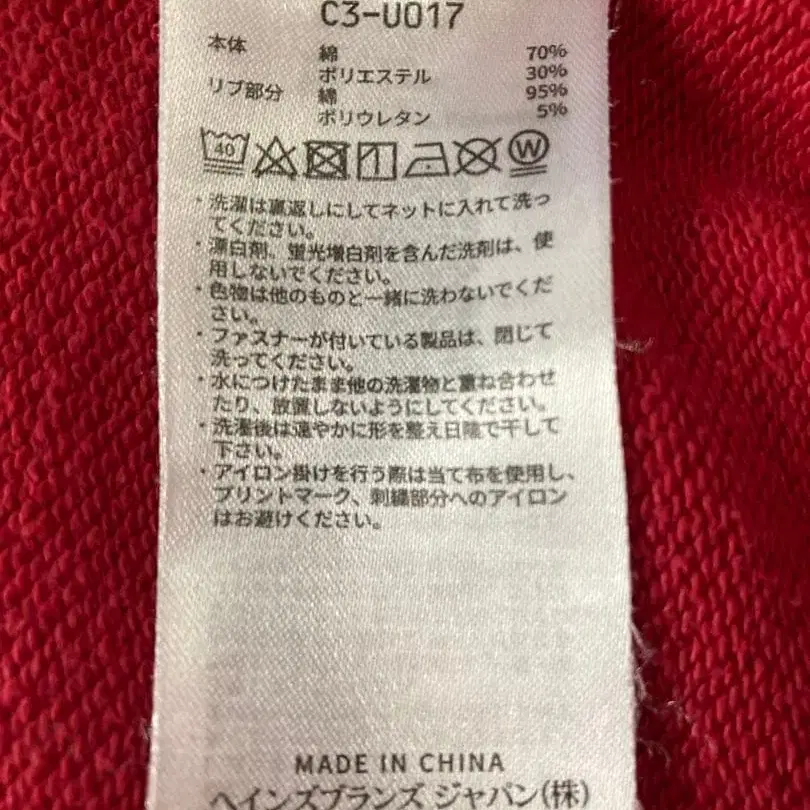 C3-U017
本体 綿 70%
ポリエステル 30%
リブ部分 綿 95%
ポリウレタン 5%
40 W
・洗濯は裏返しにしてネットに入れて洗っ
てください。
・漂白剤、蛍光増白剤を含んだ洗剤は、使
用しないでください。
・色物は他のものと一緒に洗わないでくだ
さい。
・ファスナーが付いている製品は、閉じて
洗ってください。
・水につけたまま他の洗濯物と重ね合わせ
たり、放置しないようにしてください。
・洗濯後は速やかに形を整え日陰で干して
下さい。
・アイロン掛けを行う際は当て布を使用し、
プリントマーク、刺繍部分へのアイロン
はお避けください。
MADE IN CHINA
ヘインズブランズ ジャパン(株)